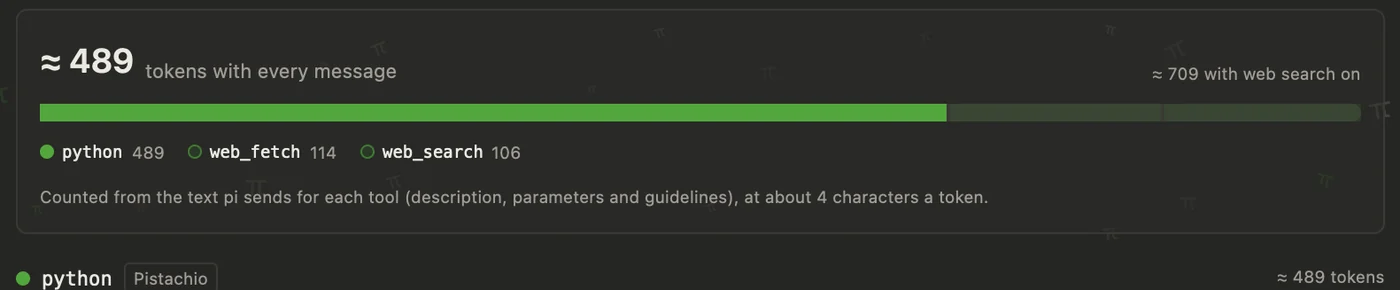 ≈ 489 tokens with every message
≈ 709 with web search on
python 489 web_fetch 114 web_search 106
Counted from the text pi sends for each tool (description, parameters and guidelines), at about 4 characters a token.
python Pistachio
≈ 489 tokens